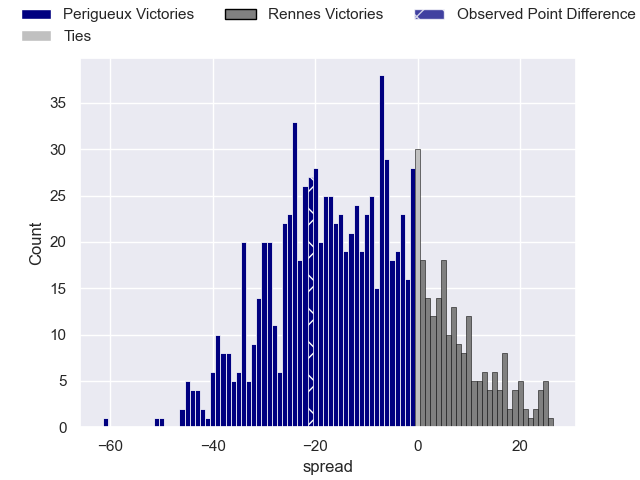 Perigueux Victories
Rennes Victories
Observed Point Difference
Ties
35
30
25
20
15
10
5
0
Count
−60
−40
−20
0
20
spread